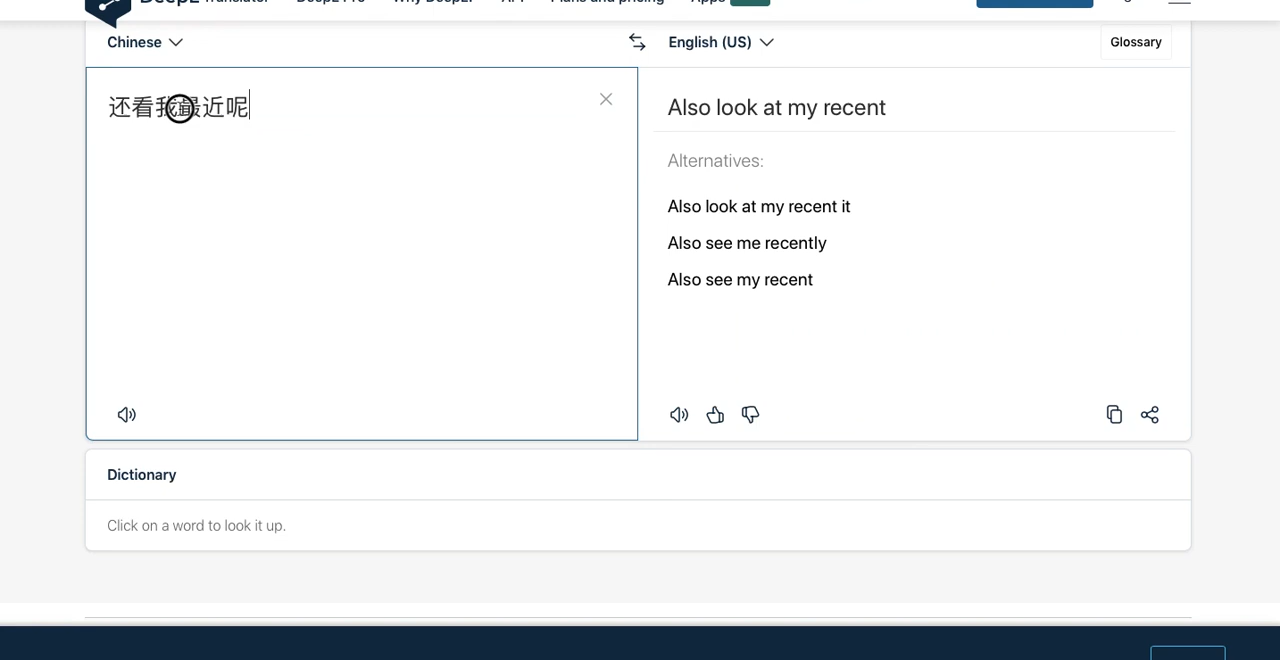 Chinese
English (US)
Glossary
还看我最近呢
Also look at my recent
Alternatives:
Also look at my recent it
Also see me recently
Also see my recent
Dictionary
Click on a word to look it up.